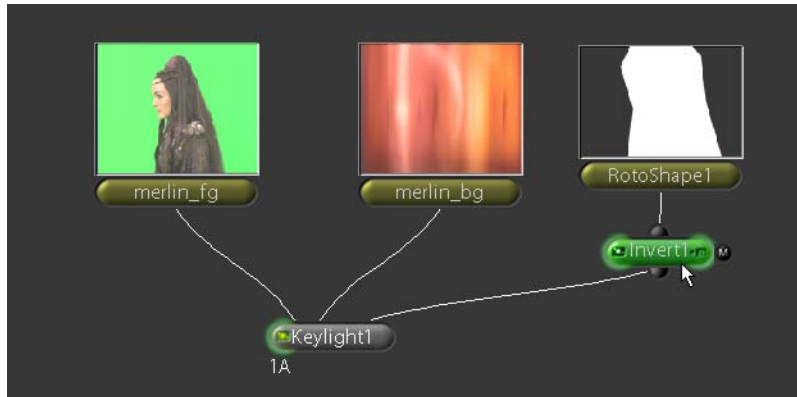 merlin_fg
merlin_bg
RotoShape1
Invert1
M
Keylight1
1A